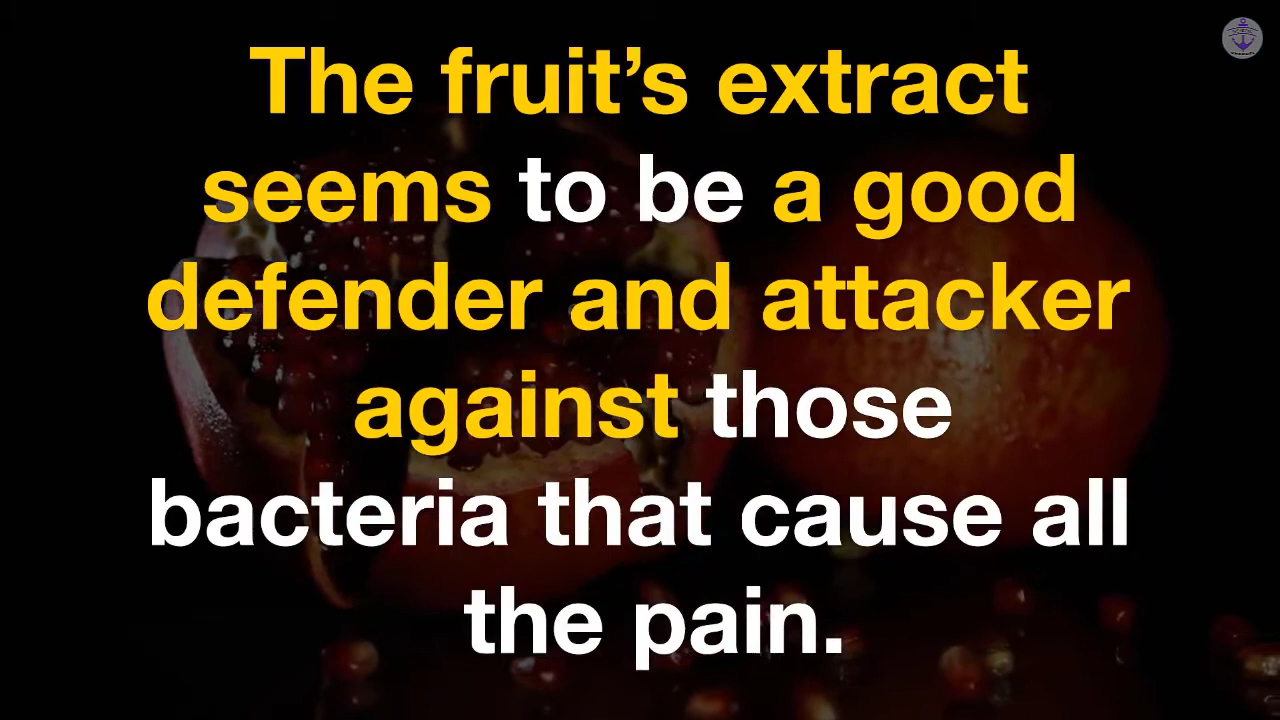 The fruit’s extract
seems to be a good
defender and attacker
against those
bacteria that cause all
the pain.